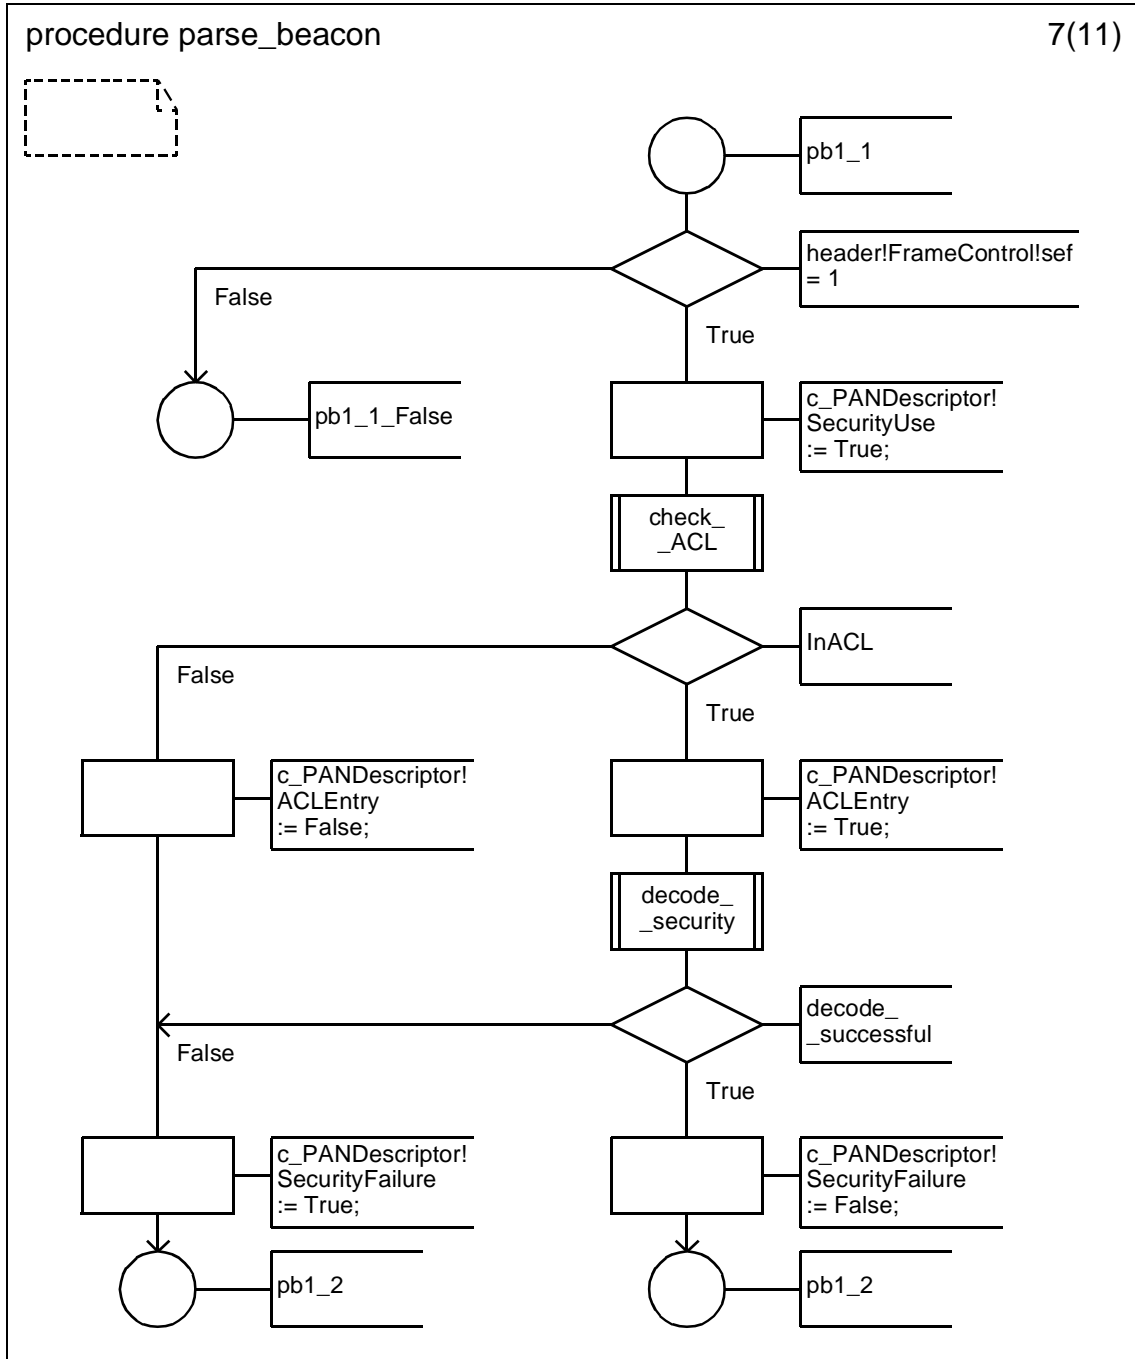 procedure parse_beacon
7(11)
pb1_1
header!FrameControl!sef
= 1
False
True
pb1_1_False
c_PANDescriptor!
SecurityUse
:= True;
check_
_ACL
InACL
False
True
c_PANDescriptor!
ACLEntry
:= False;
c_PANDescriptor!
ACLEntry
:= True;
decode_
_security
decode_
_successful
False
True
c_PANDescriptor!
SecurityFailure
:= True;
c_PANDescriptor!
SecurityFailure
:= False;
pb1_2
pb1_2